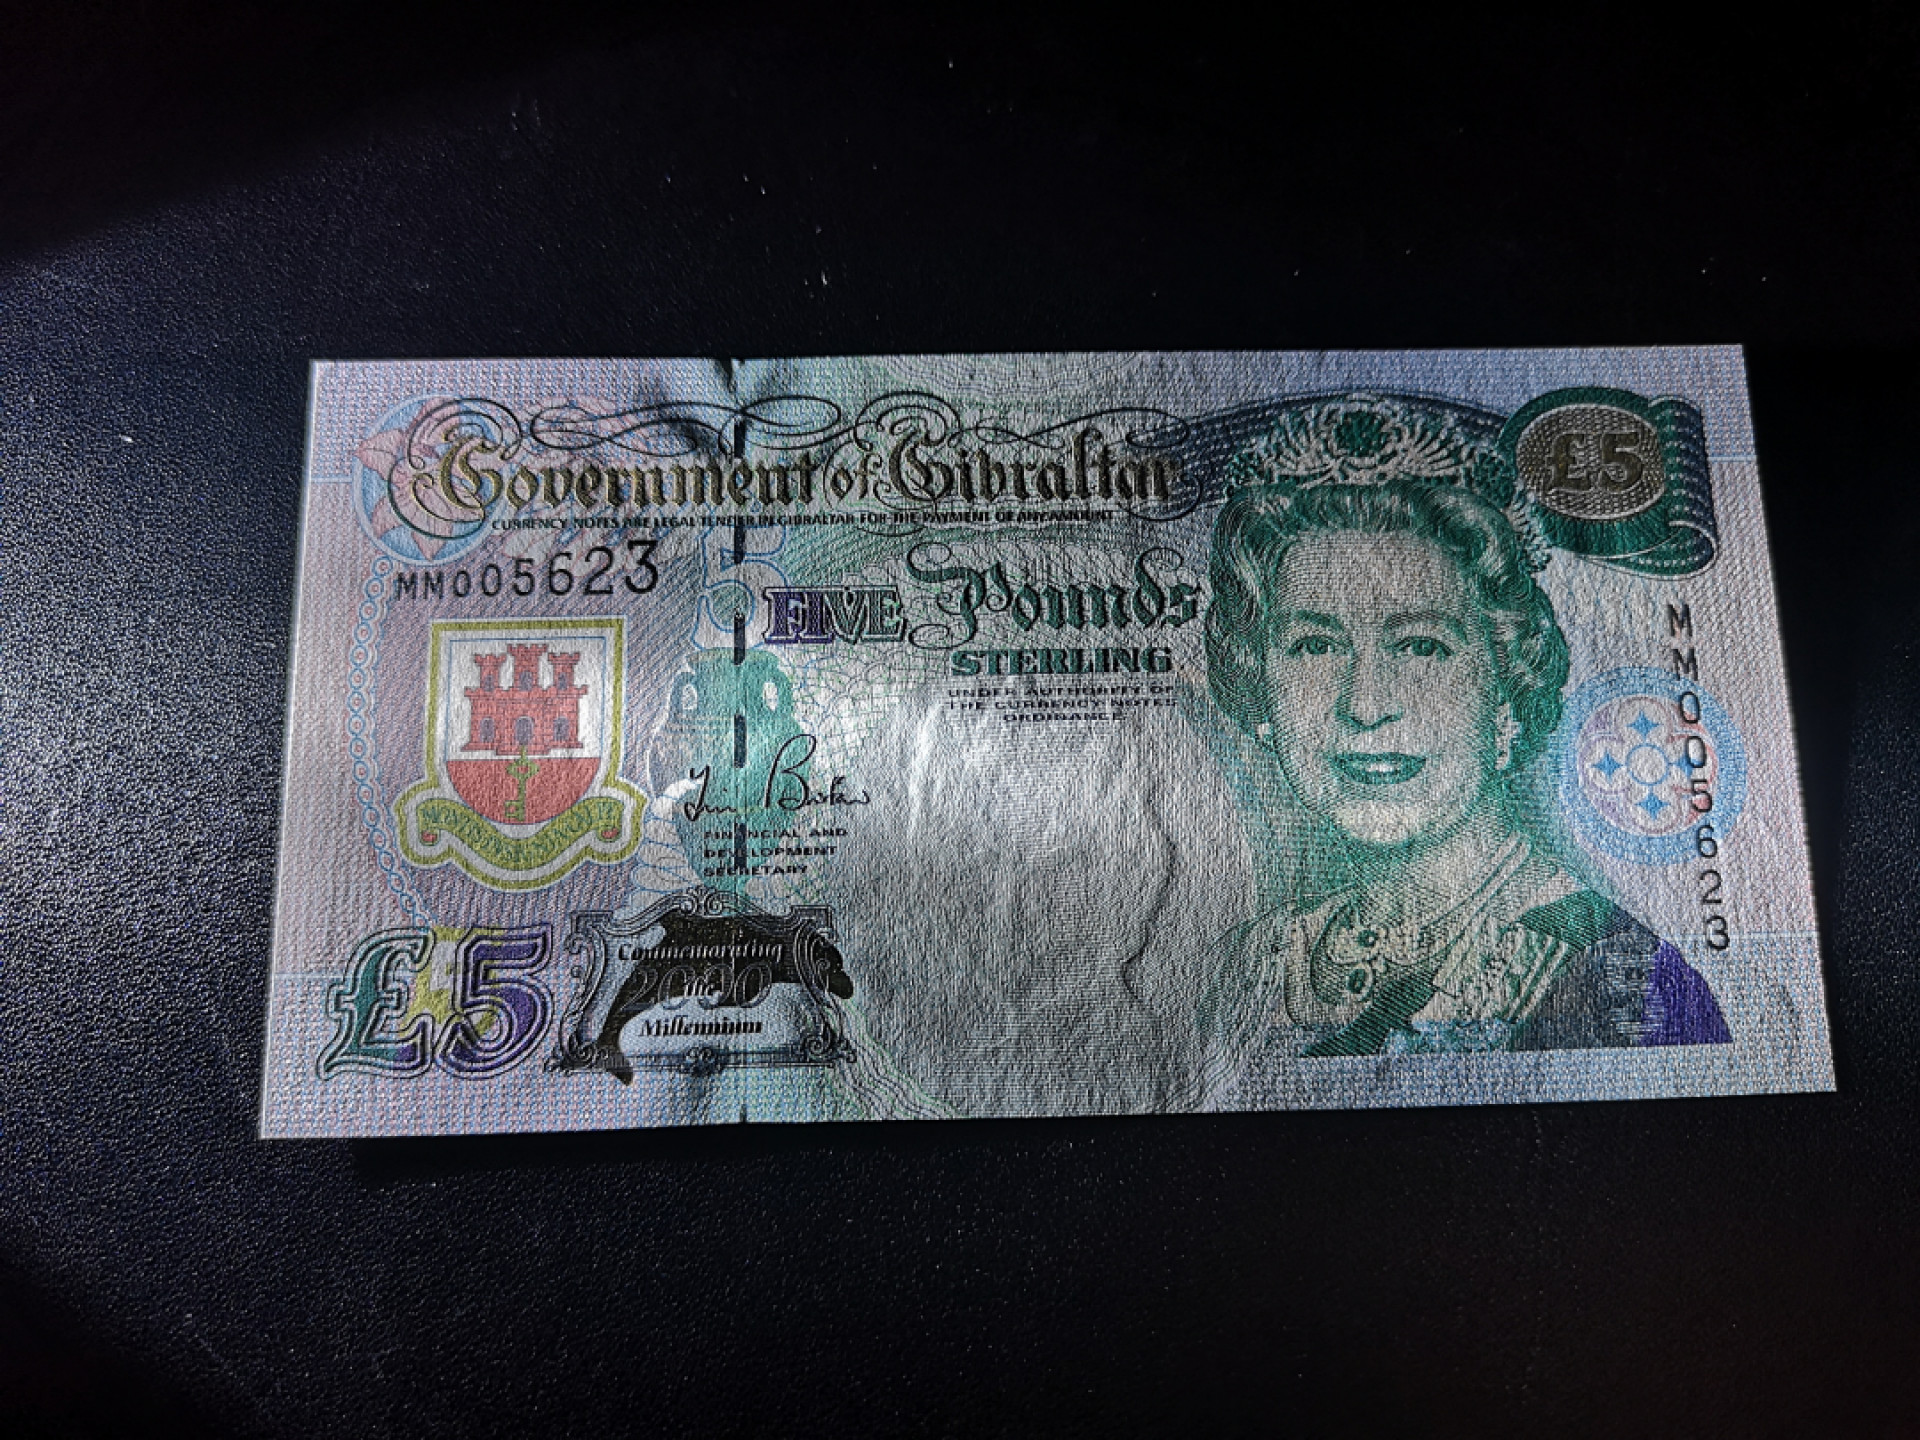 Government of Gibraltar
£5
CURRENCY NOTES ARE LEGAL TENDER IN GIBRALTAR FOR THE PAYMENT OF ANY AMOUNT
MM005623
5
FIVE Pounds
STERLING
UNDER AUTHORITY OF
THE CURRENCY NOTES
ORDINANCE
MM005623
FINANCIAL AND
DEVELOPMENT
SECRETARY
£5
Commemorating
2000
the
Millennium